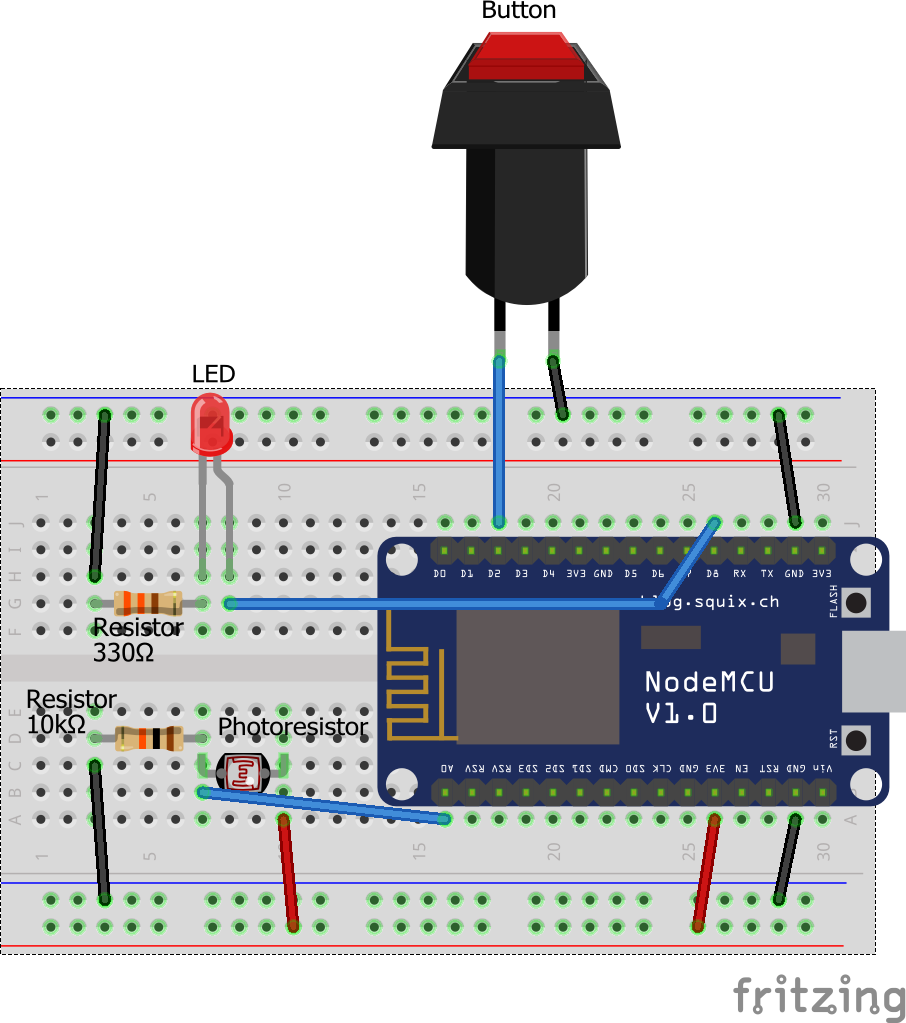 Button
LED
1 5 10 15 20 25 30
J J
I
H
G
F
D0 D1 D2 D3 D4 3V3 GND D5 D6 D8 RX TX GND 3V3
blog.squix.ch
FLASH
Resistor
330Ω
NodeMCU
V1.0
Resistor
10kΩ
Photoresistor
RST
E
D
C
B
A A
A0 RSV RSV SD3 SD2 SD1 CMD SD0 CLK GND 3V3 EN RST GND Vin
1 5 15 20 25 30
fritzing